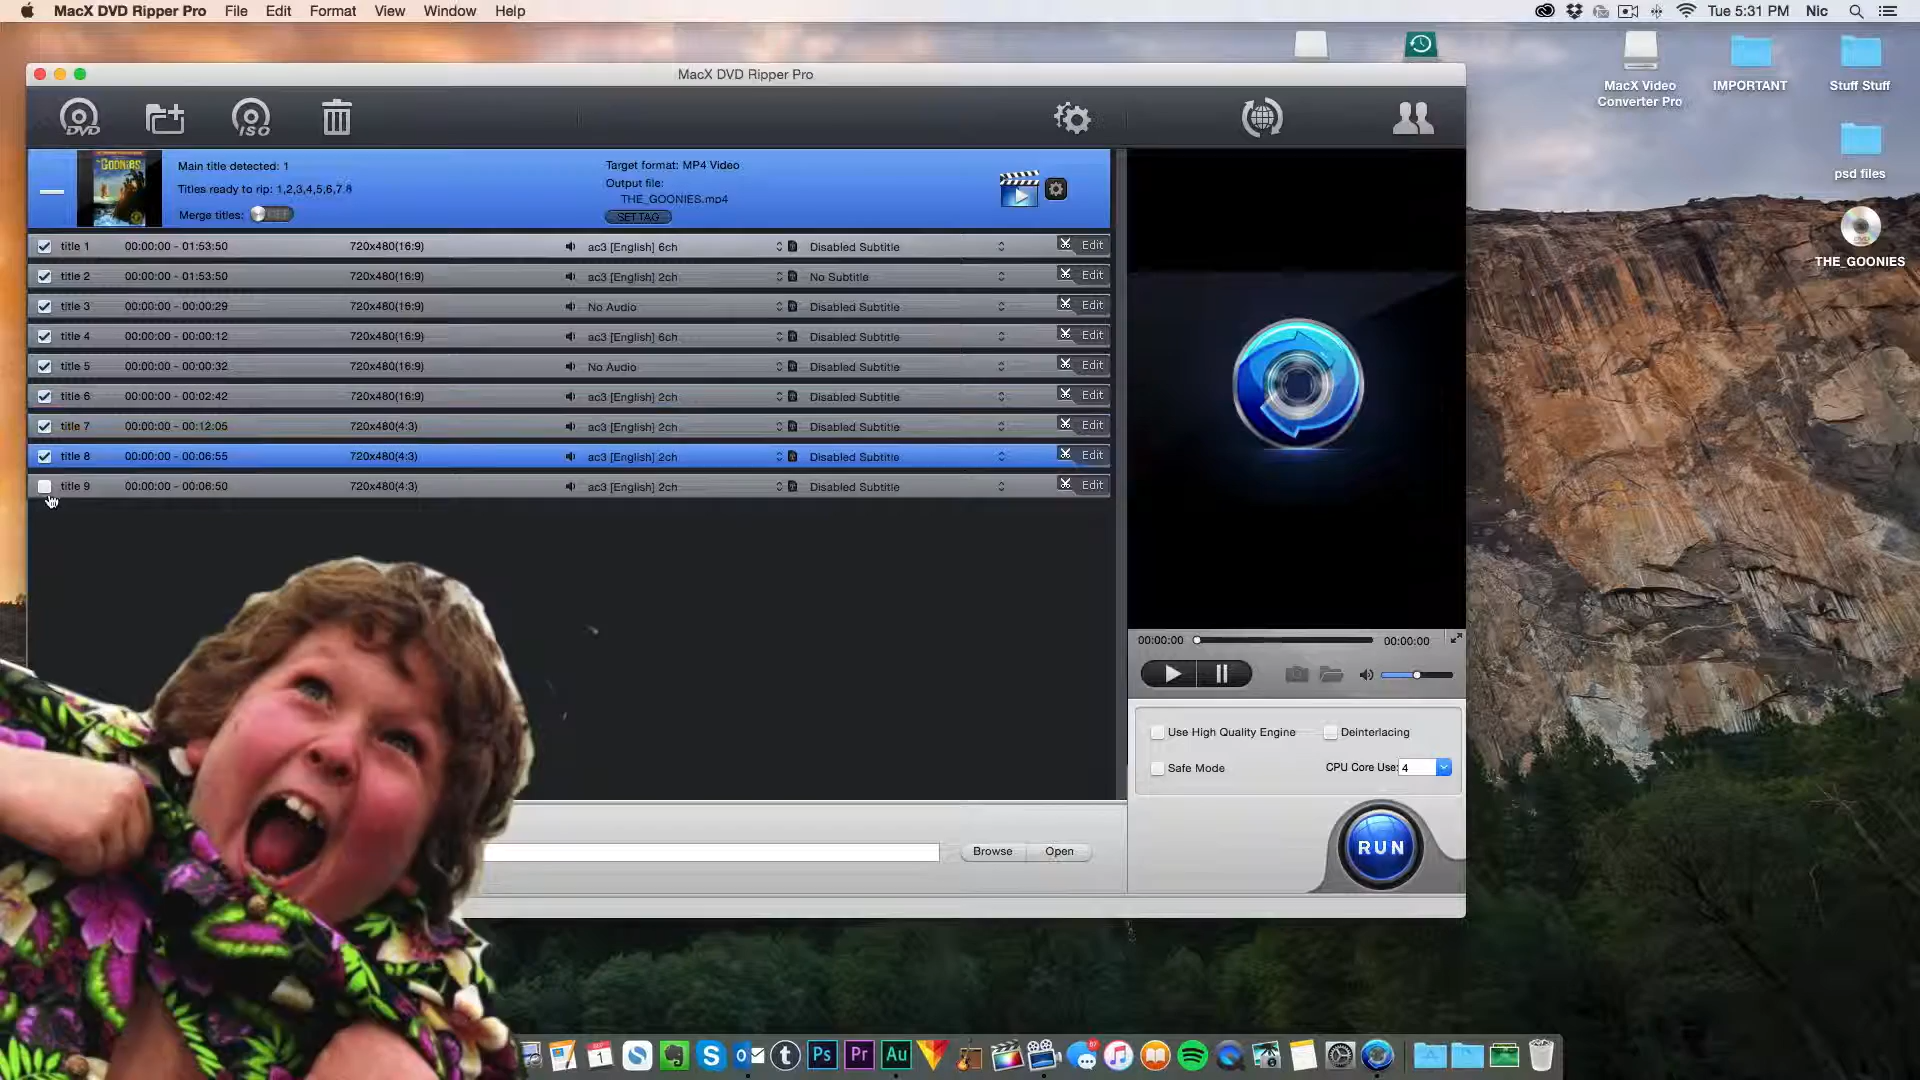 MacX DVD Ripper Pro File Edit Format View Window Help Tue 5:31 PM Nic
MacX DVD Ripper Pro
DVD ISO
MacX Video
Converter Pro
IMPORTANT
Stuff Stuff
psd files
THE_GOONIES
GOONIES
Main title detected: 1
Titles ready to rip: 1,2,3,4,5,6,7,8
Merge titles: OFF
Target format: MP4 Video
Output file:
THE_GOONIES.mp4
SET TAG
title 1 00:00:00 - 01:53:50 720x480(16:9) ac3 [English] 6ch Disabled Subtitle Edit
title 2 00:00:00 - 01:53:50 720x480(16:9) ac3 [English] 2ch No Subtitle Edit
title 3 00:00:00 - 00:00:29 720x480(16:9) No Audio Disabled Subtitle Edit
title 4 00:00:00 - 00:00:12 720x480(16:9) ac3 [English] 6ch Disabled Subtitle Edit
title 5 00:00:00 - 00:00:32 720x480(16:9) No Audio Disabled Subtitle Edit
title 6 00:00:00 - 00:02:42 720x480(16:9) ac3 [English] 2ch Disabled Subtitle Edit
title 7 00:00:00 - 00:12:05 720x480(4:3) ac3 [English] 2ch Disabled Subtitle Edit
title 8 00:00:00 - 00:06:55 720x480(4:3) ac3 [English] 2ch Disabled Subtitle Edit
title 9 00:00:00 - 00:06:50 720x480(4:3) ac3 [English] 2ch Disabled Subtitle Edit
00:00:00 00:00:00
Use High Quality Engine Deinterlacing
Safe Mode CPU Core Use: 4
Browse Open
RUN
1 S t Ps Pr Au